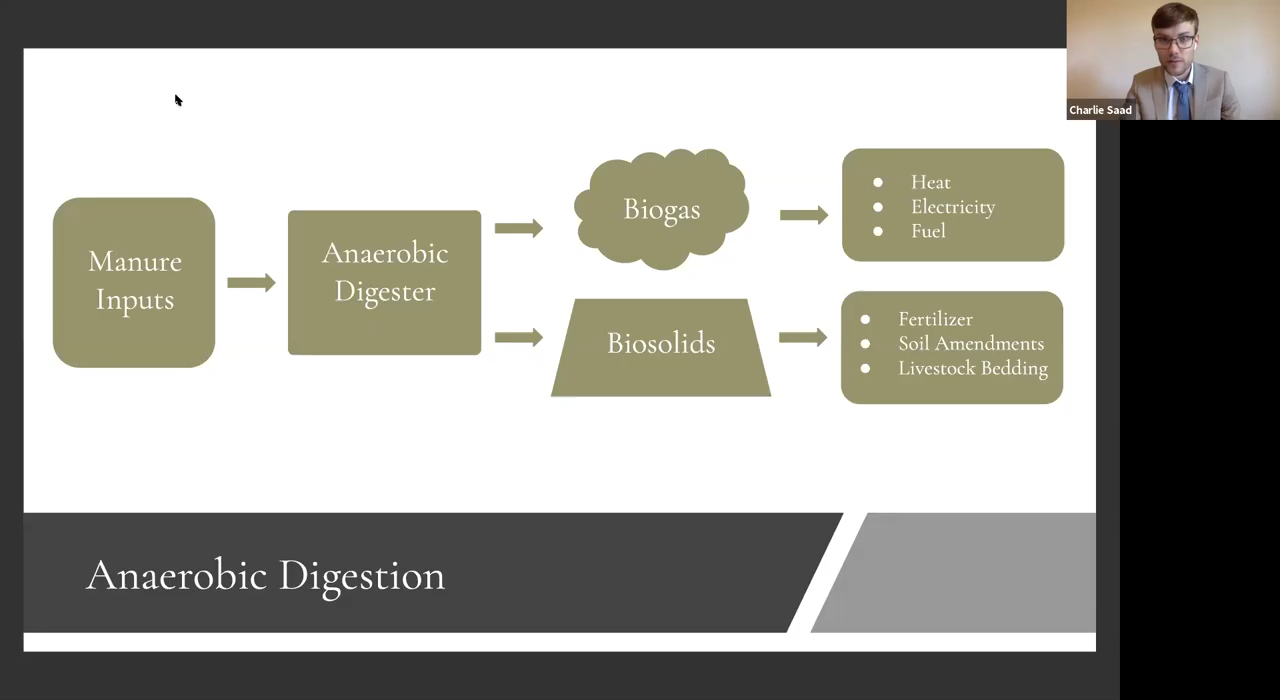 Charlie Saad
Manure
Inputs
Anaerobic
Digester
Biogas
Biosolids
Heat
Electricity
Fuel
Fertilizer
Soil Amendments
Livestock Bedding
Anaerobic Digestion